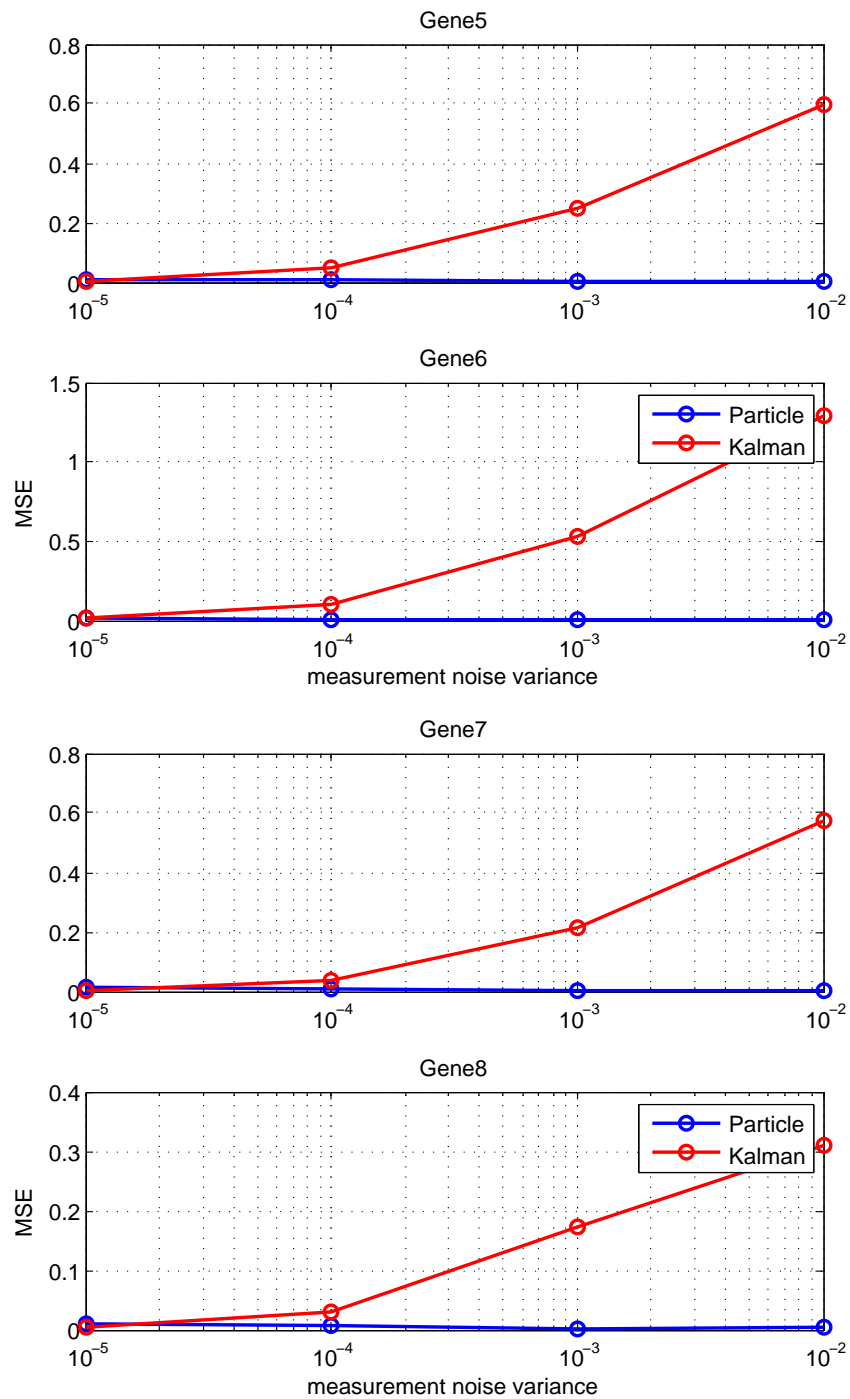 Gene5
0.8
0.6
0.4
0.2
0
10⁻⁵ 10⁻⁴ 10⁻³ 10⁻²
Gene6
1.5
1
0.5
0
MSE
Particle
Kalman
10⁻⁵ 10⁻⁴ 10⁻³ 10⁻²
measurement noise variance
Gene7
0.8
0.6
0.4
0.2
0
10⁻⁵ 10⁻⁴ 10⁻³ 10⁻²
Gene8
0.4
0.3
0.2
0.1
0
MSE
Particle
Kalman
10⁻⁵ 10⁻⁴ 10⁻³ 10⁻²
measurement noise variance